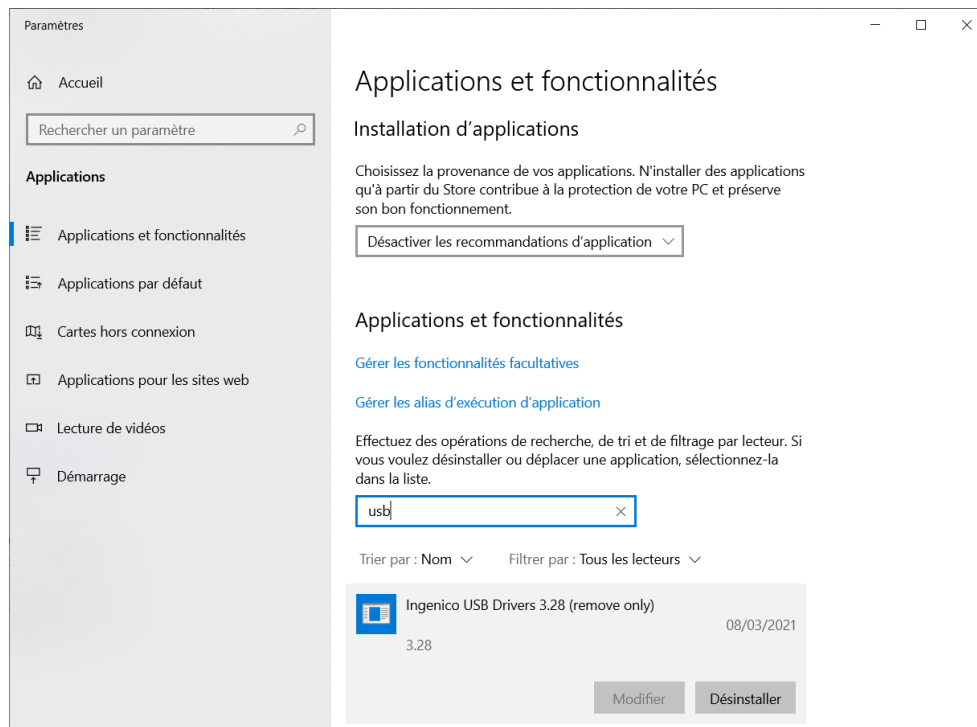 Paramètres
Accueil
Rechercher un paramètre
Applications
Applications et fonctionnalités
Applications par défaut
Cartes hors connexion
Applications pour les sites web
Lecture de vidéos
Démarrage
Applications et fonctionnalités
Installation d'applications
Choisissez la provenance de vos applications. N'installer des applications
qu'à partir du Store contribue à la protection de votre PC et préserve
son bon fonctionnement.
Désactiver les recommandations d'application
Applications et fonctionnalités
Gérer les fonctionnalités facultatives
Gérer les alias d'exécution d'application
Effectuez des opérations de recherche, de tri et de filtrage par lecteur. Si
vous voulez désinstaller ou déplacer une application, sélectionnez-la
dans la liste.
usb
Trier par : Nom Filtrer par : Tous les lecteurs
Ingenico USB Drivers 3.28 (remove only)
08/03/2021
3.28
Modifier Désinstaller